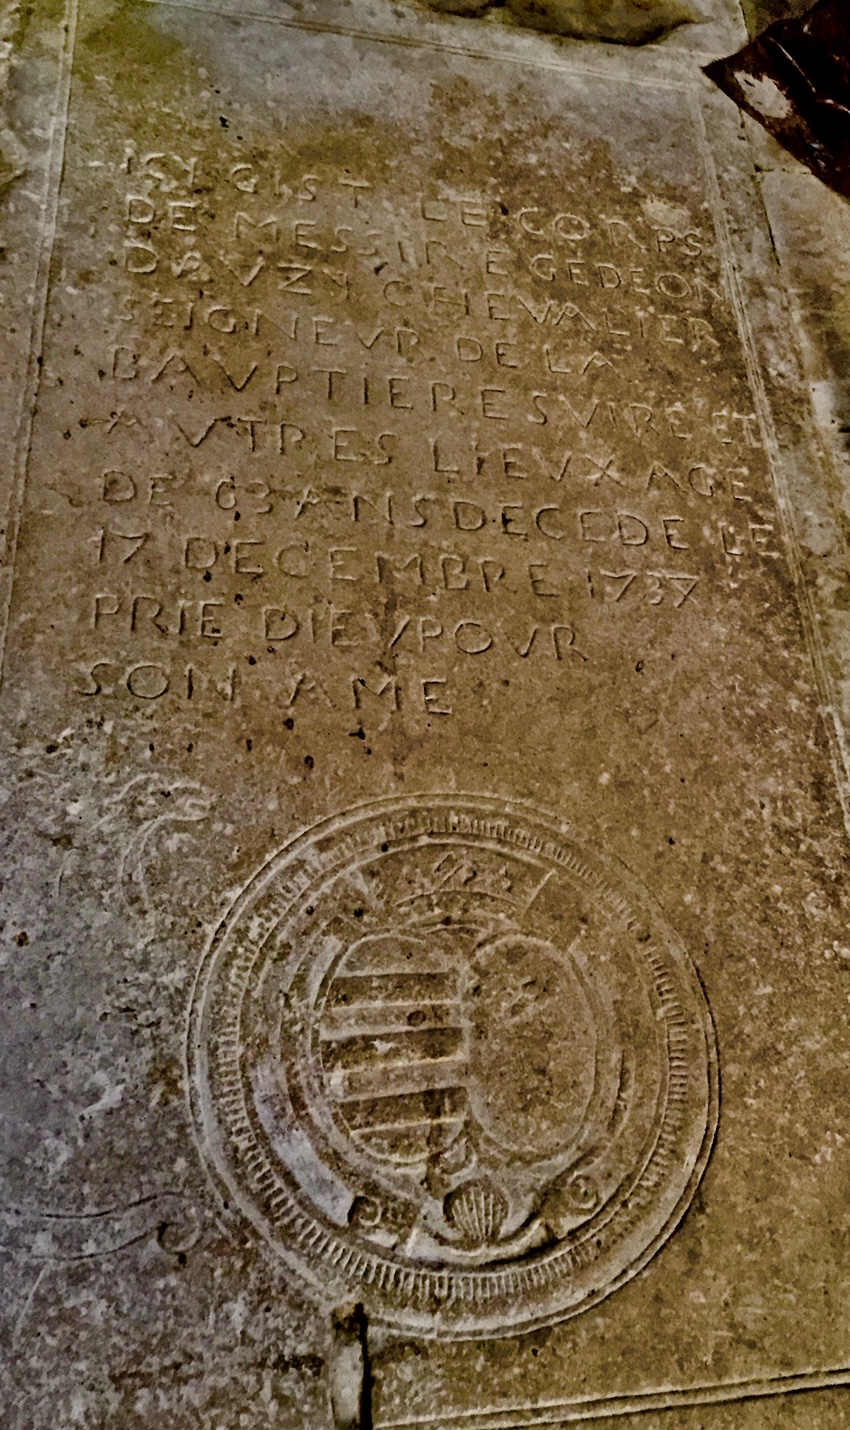 ICY GIST LE CORPS
DE MESSIRE GEDEON
DAVZY CHEVALIER
SEIGNEVR DE LA
BAVPTIERE SVIRE ET
AVTRES LIEVX AGE
DE 63 ANS DECEDE LE
17 DECEMBRE 1737
PRIE DIEV POVR
SON AME